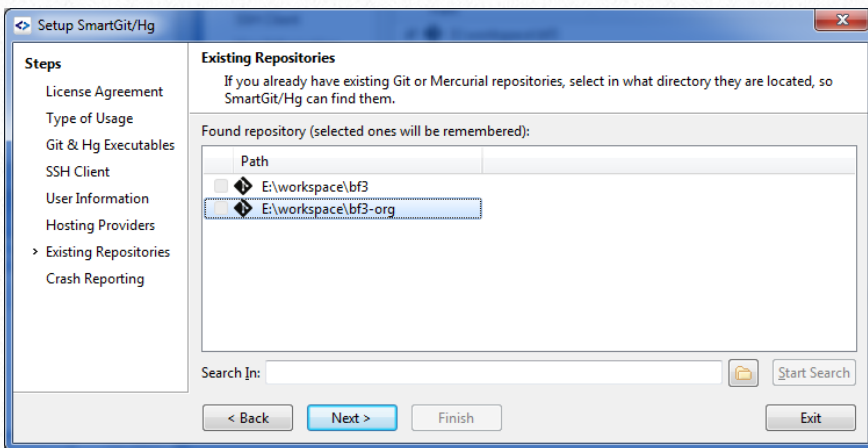 Setup SmartGit/Hg
Steps
License Agreement
Type of Usage
Git & Hg Executables
SSH Client
User Information
Hosting Providers
Existing Repositories
Crash Reporting
Existing Repositories
If you already have existing Git or Mercurial repositories, select in what directory they are located, so
SmartGit/Hg can find them.
Found repository (selected ones will be remembered):
Path
E:\workspace\bf3
E:\workspace\bf3-org
Search In:
Start Search
< Back
Next >
Finish
Exit